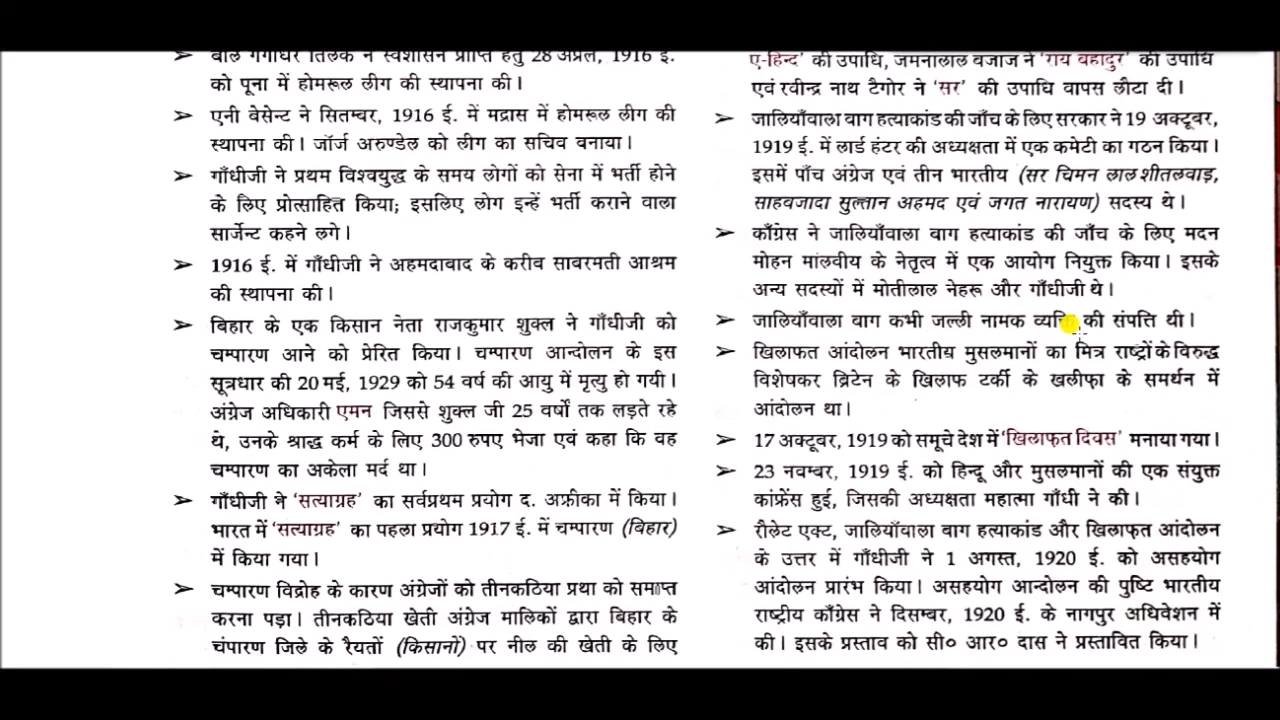 बाल गंगाधर तिलक ने स्वशासन प्राप्ति हेतु 28 अप्रैल, 1916 ई.
को पूना में होमरूल लीग की स्थापना की।
➢ एनी बेसेन्ट ने सितम्बर, 1916 ई. में मद्रास में होमरूल लीग की
स्थापना की। जॉर्ज अरुण्डेल को लीग का सचिव बनाया।
➢ गाँधीजी ने प्रथम विश्वयुद्ध के समय लोगों को सेना में भर्ती होने
के लिए प्रोत्साहित किया; इसलिए लोग इन्हें भर्ती कराने वाला
सार्जेन्ट कहने लगे।
➢ 1916 ई. में गाँधीजी ने अहमदाबाद के करीब साबरमती आश्रम
की स्थापना की।
➢ बिहार के एक किसान नेता राजकुमार शुक्ल ने गाँधीजी को
चम्पारण आने को प्रेरित किया। चम्पारण आन्दोलन के इस
सूत्रधार की 20 मई, 1929 को 54 वर्ष की आयु में मृत्यु हो गयी।
अंग्रेज अधिकारी एमन जिससे शुक्ल जी 25 वर्षों तक लड़ते रहे
थे, उनके श्राद्ध कर्म के लिए 300 रुपए भेजा एवं कहा कि वह
चम्पारण का अकेला मर्द था।
➢ गाँधीजी ने 'सत्याग्रह' का सर्वप्रथम प्रयोग द. अफ्रीका में किया।
भारत में 'सत्याग्रह' का पहला प्रयोग 1917 ई. में चम्पारण (बिहार)
में किया गया।
➢ चम्पारण विद्रोह के कारण अंग्रेजों को तीनकठिया प्रथा को समाप्त
करना पड़ा। तीनकठिया खेती अंग्रेज मालिकों द्वारा बिहार के
चंपारण जिले के रैयतों (किसानों) पर नील की खेती के लिए
ए-हिन्द' की उपाधि, जमनालाल बजाज ने 'राय बहादुर' की उपाधि
एवं रवीन्द्र नाथ टैगोर ने 'सर' की उपाधि वापस लौटा दी।
➢ जालियाँवाला बाग हत्याकांड की जाँच के लिए सरकार ने 19 अक्टूबर,
1919 ई. में लार्ड हंटर की अध्यक्षता में एक कमेटी का गठन किया।
इसमें पाँच अंग्रेज एवं तीन भारतीय (सर चिमन लाल शीतलवाड़,
साहबजादा सुल्तान अहमद एवं जगत नारायण) सदस्य थे।
➢ काँग्रेस ने जालियाँवाला बाग हत्याकांड की जाँच के लिए मदन
मोहन मालवीय के नेतृत्व में एक आयोग नियुक्त किया। इसके
अन्य सदस्यों में मोतीलाल नेहरू और गाँधीजी थे।
➢ जालियाँवाला बाग कभी जल्ली नामक व्यक्ति की संपत्ति थी।
➢ खिलाफत आंदोलन भारतीय मुसलमानों का मित्र राष्ट्रों के विरुद्ध
विशेषकर ब्रिटेन के खिलाफ टर्की के खलीफ़ा के समर्थन में
आंदोलन था।
➢ 17 अक्टूबर, 1919 को समूचे देश में 'खिलाफ़त दिवस' मनाया गया।
➢ 23 नवम्बर, 1919 ई. को हिन्दू और मुसलमानों की एक संयुक्त
कांफ्रेंस हुई, जिसकी अध्यक्षता महात्मा गाँधी ने की।
➢ रौलेट एक्ट, जालियाँवाला बाग हत्याकांड और खिलाफ़त आंदोलन
के उत्तर में गाँधीजी ने 1 अगस्त, 1920 ई. को असहयोग
आंदोलन प्रारंभ किया। असहयोग आन्दोलन की पुष्टि भारतीय
राष्ट्रीय काँग्रेस ने दिसम्बर, 1920 ई. के नागपुर अधिवेशन में
की। इसके प्रस्ताव को सी० आर० दास ने प्रस्तावित किया।